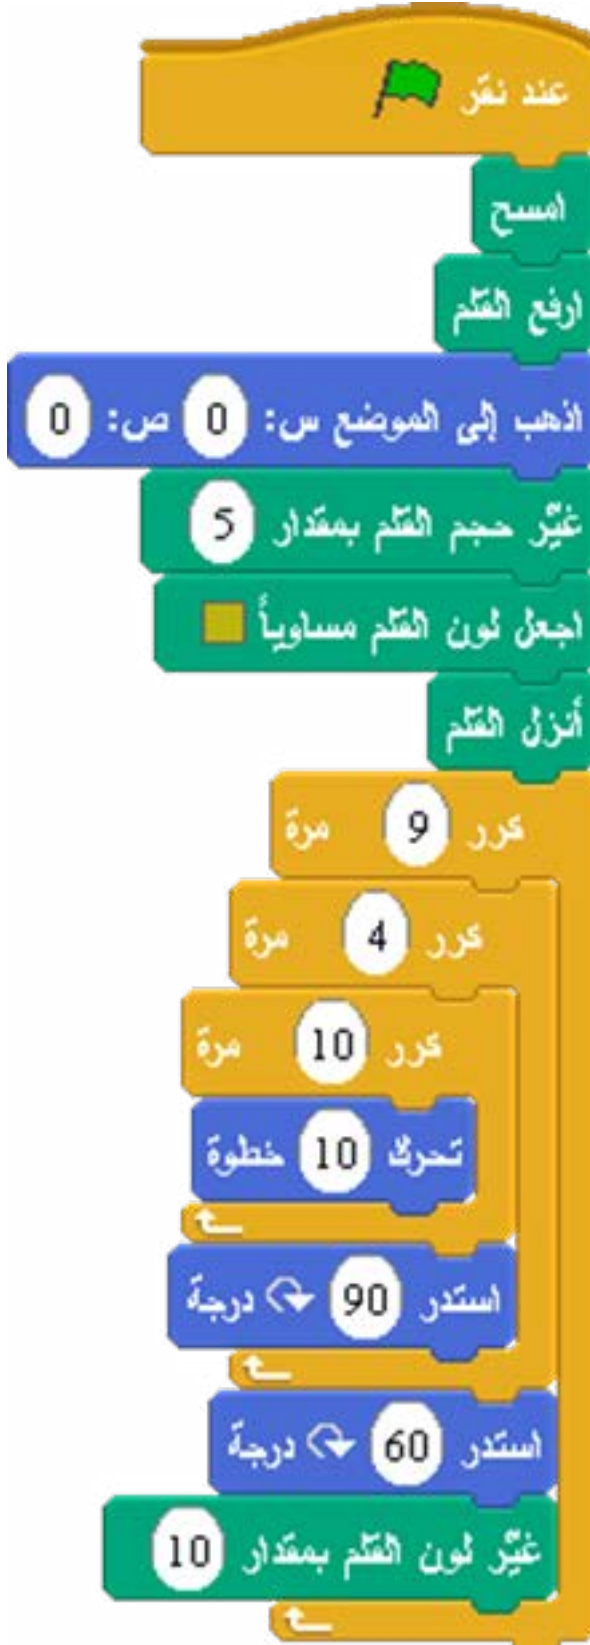 عند نقر
امسح
ارفع القلم
اذهب إلى الموضع س: 0 ص: 0
غيّر حجم القلم بمقدار 5
اجعل لون القلم مساوياً
أنزل القلم
كرر 9 مرة
كرر 4 مرة
كرر 10 مرة
تحرك 10 خطوة
استدر 90 درجة
استدر 60 درجة
غيّر لون القلم بمقدار 10